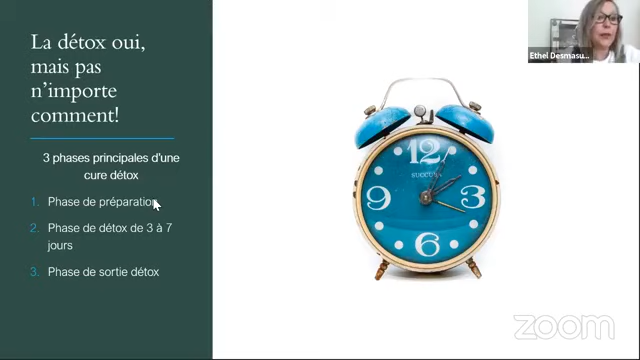 La détox oui,
mais pas
n'importe
comment!
3 phases principales d'une
cure détox
1. Phase de préparation
2. Phase de détox de 3 à 7
jours
3. Phase de sortie détox
12
3
6
9
Ethel Desmasu...
zoom